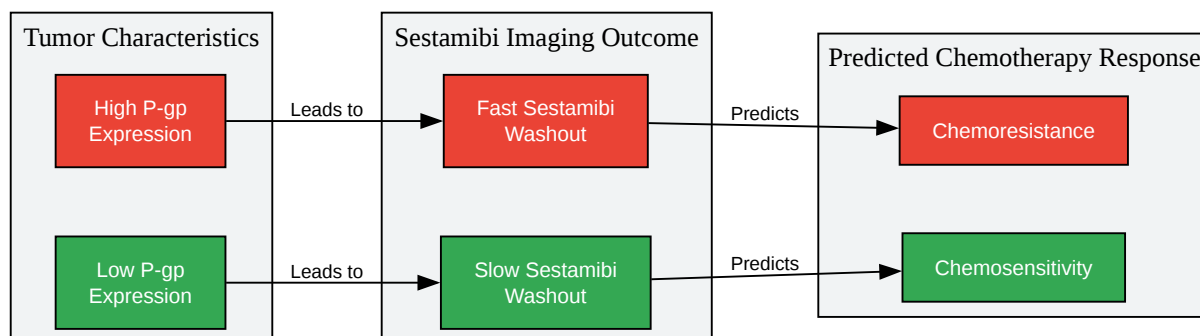 Tumor Characteristics
Sestamibi Imaging Outcome
Predicted Chemotherapy Response
High P-gp
Expression
Leads to
Fast Sestamibi
Washout
Predicts
Chemoresistance
Low P-gp
Expression
Leads to
Slow Sestamibi
Washout
Predicts
Chemosensitivity